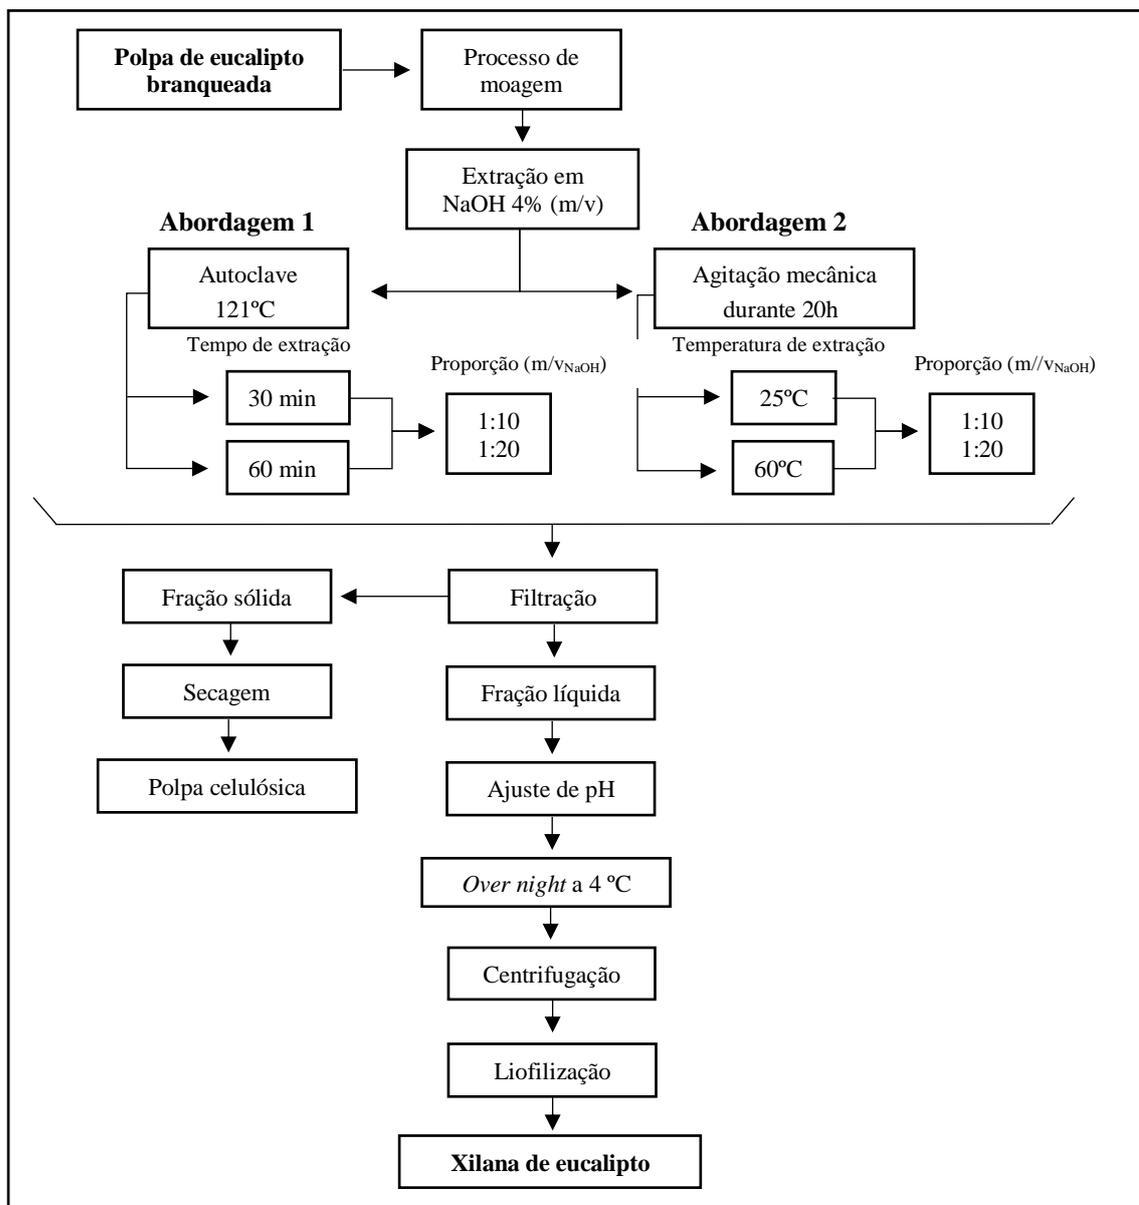 Polpa de eucalipto
branqueada
Processo de
moagem
Extração em
NaOH 4% (m/v)
Abordagem 1
Abordagem 2
Autoclave
121ºC
Agitação mecânica
durante 20h
Tempo de extração
Proporção (m/vNaOH)
30 min
60 min
1:10
1:20
Temperatura de extração
Proporção (m//vNaOH)
25ºC
60ºC
1:10
1:20
Fração sólida
Filtração
Secagem
Fração líquida
Polpa celulósica
Ajuste de pH
Over night a 4 ºC
Centrifugação
Liofilização
Xilana de eucalipto